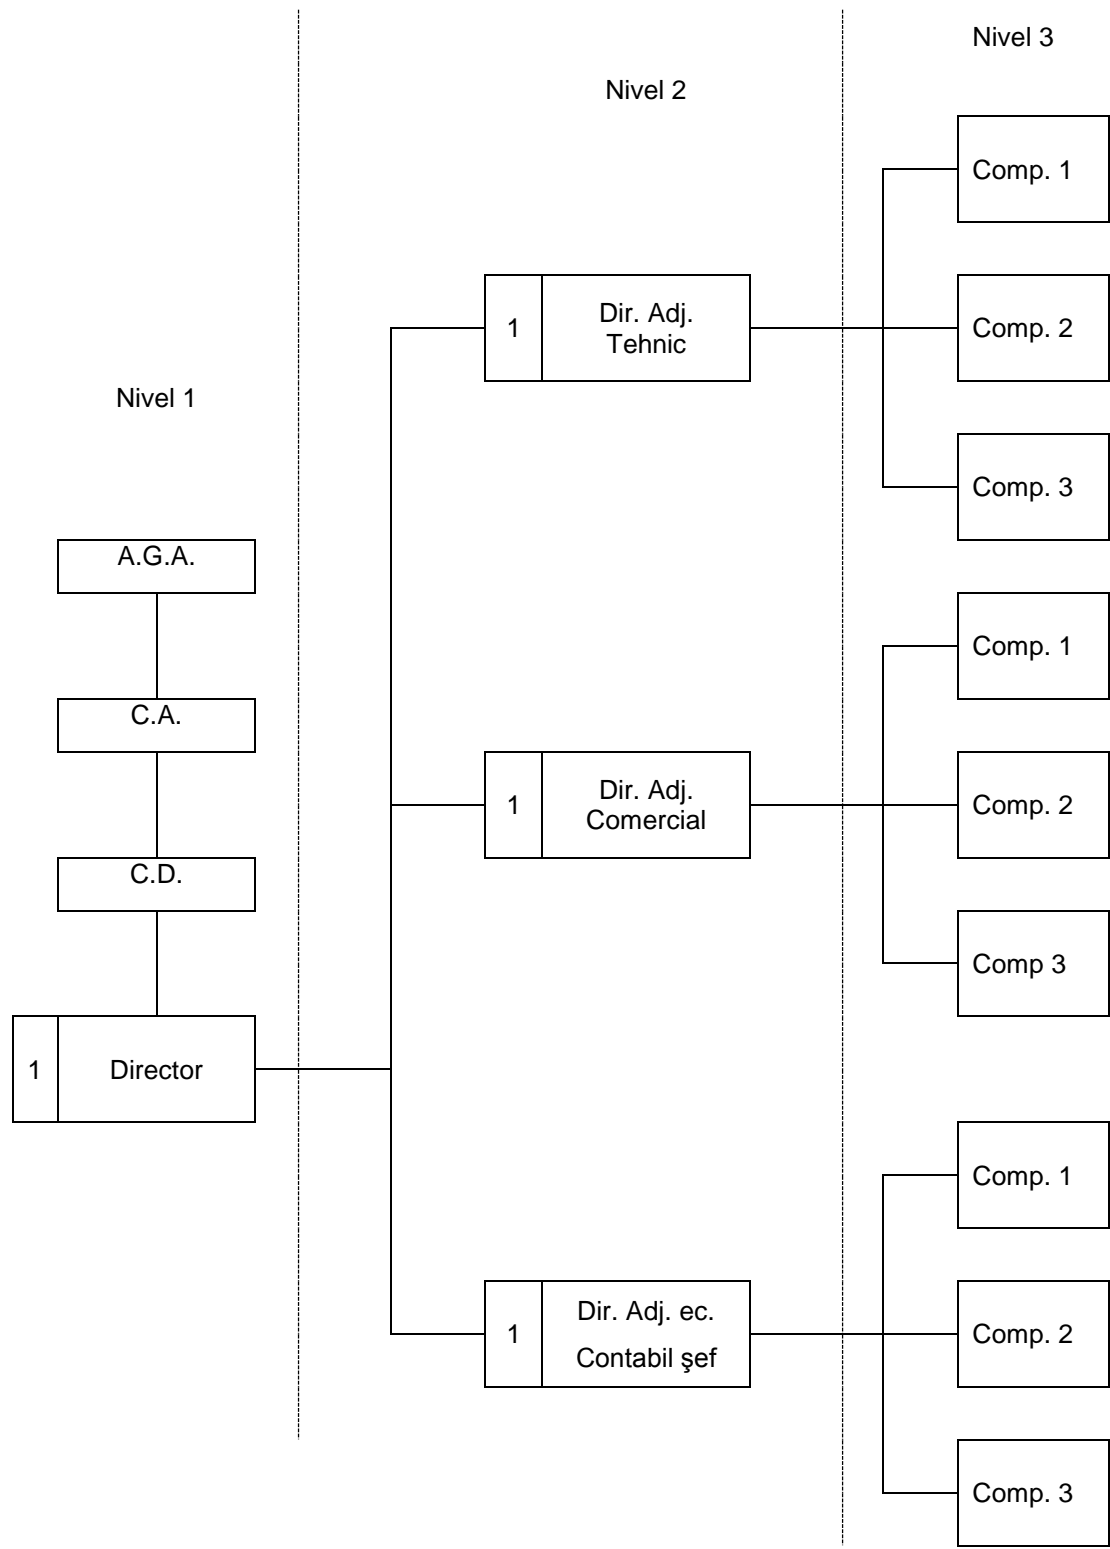 Nivel 1
A.G.A.
C.A.
C.D.
1
Director
Nivel 2
1
Dir. Adj.
Tehnic
1
Dir. Adj.
Comercial
1
Dir. Adj. ec.
Contabil şef
Nivel 3
Comp. 1
Comp. 2
Comp. 3
Comp. 1
Comp. 2
Comp 3
Comp. 1
Comp. 2
Comp. 3